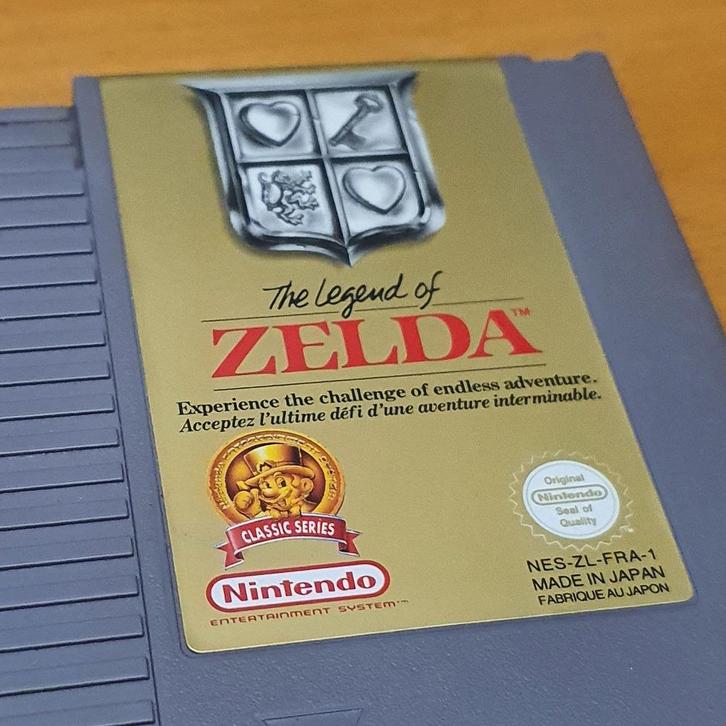 The Legend of
ZELDA™
Experience the challenge of endless adventure.
Acceptez l'ultime défi d'une aventure interminable.
CLASSIC SERIES
Nintendo
ENTERTAINMENT SYSTEM™
Original
Nintendo
Seal of
Quality
NES-ZL-FRA-1
MADE IN JAPAN
FABRIQUE AU JAPON